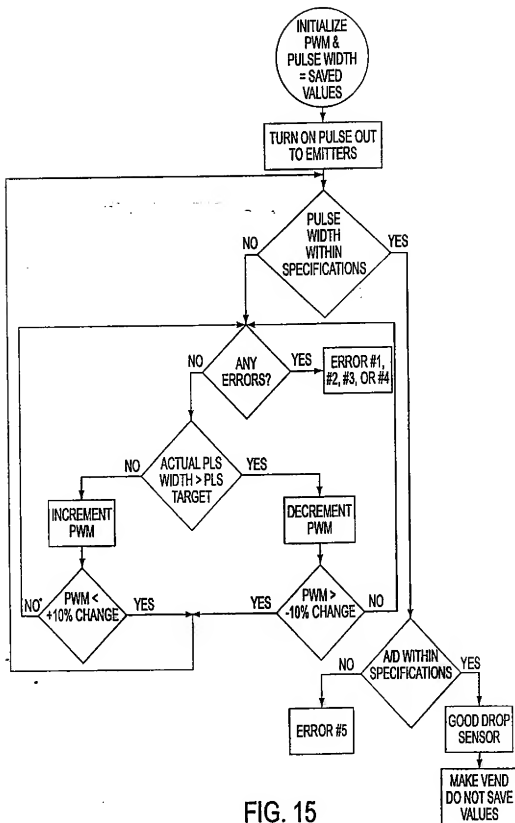 INITIALIZE
PWM &
PULSE WIDTH
= SAVED
VALUES
TURN ON PULSE OUT
TO EMITTERS
PULSE
WIDTH
WITHIN
SPECIFICATIONS
NO
YES
ANY
ERRORS?
NO
YES
ERROR #1,
#2, #3, OR #4
ACTUAL PLS
WIDTH > PLS
TARGET
NO
YES
INCREMENT
PWM
DECREMENT
PWM
PWM <
+10% CHANGE
NO
YES
PWM >
-10% CHANGE
YES
NO
A/D WITHIN
SPECIFICATIONS
NO
YES
ERROR #5
GOOD DROP
SENSOR
MAKE VEND
DO NOT SAVE
VALUES
FIG. 15